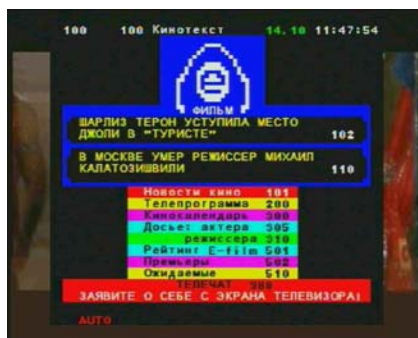 100 100 Кинотекст 14.10 11:47:54
ФИЛЬМ
ШАРЛИЗ ТЕРОН УСТУПИЛА МЕСТО
ДЖОЛИ В "ТУРИСТЕ" 102
В МОСКВЕ УМЕР РЕЖИССЕР МИХАИЛ
КАЛАТОЗИШВИЛИ 110
Новости кино 101
Телепрограмма 200
Кинокалендарь 300
Досье: актера 305
режиссера 310
Рейтинг E-film 501
Премьеры 502
Ожидаемые 510
ТЕЛЕЧАТ 300
ЗАЯВИТЕ О СЕБЕ С ЭКРАНА ТЕЛЕВИЗОРА!
AUTO